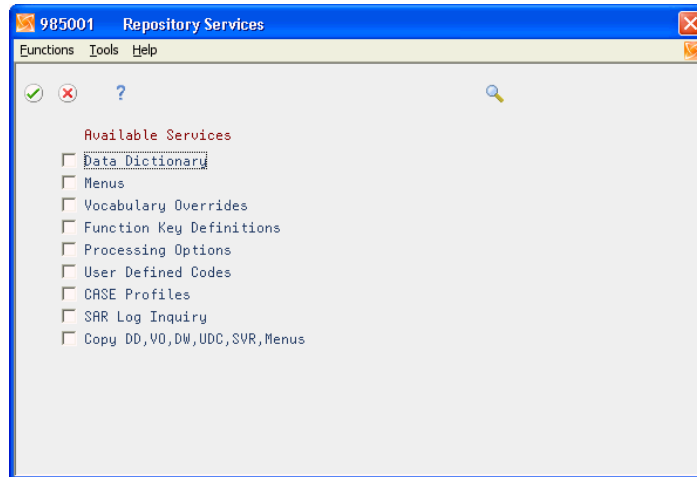 985001 Repository Services
Functions Tools Help
?
Available Services
Data Dictionary
Menus
Vocabulary Overrides
Function Key Definitions
Processing Options
User Defined Codes
CASE Profiles
SAR Log Inquiry
Copy DD,VO,DW,UDC,SVR,Menus